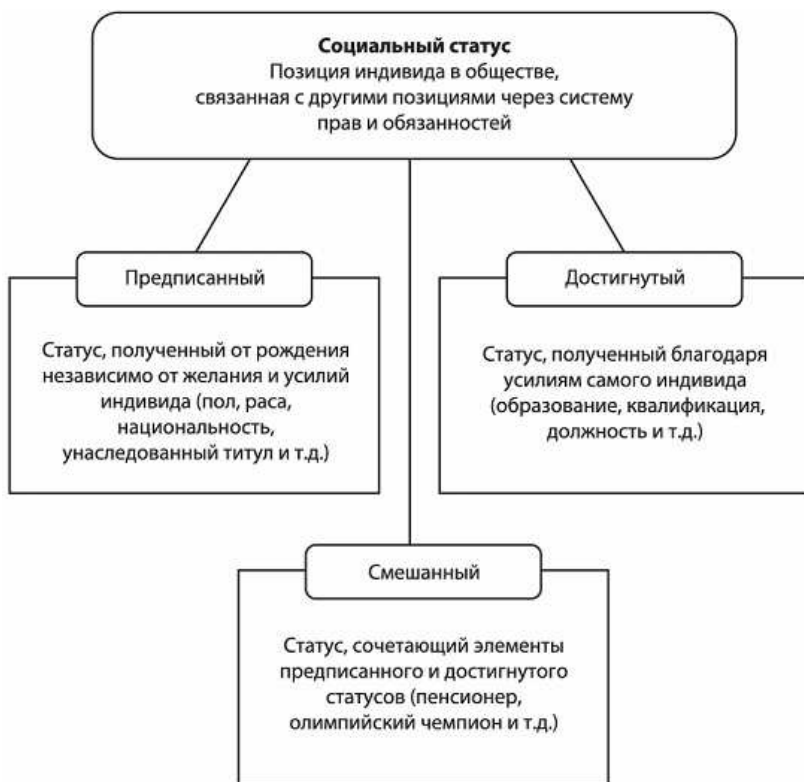 Социальный статус
Позиция индивида в обществе,
связанная с другими позициями через систему
прав и обязанностей
Предписанный
Статус, полученный от рождения
независимо от желания и усилий
индивида (пол, раса,
национальность,
унаследованный титул и т.д.)
Достигнутый
Статус, полученный благодаря
усилиям самого индивида
(образование, квалификация,
должность и т.д.)
Смешанный
Статус, сочетающий элементы
предписанного и достигнутого
статусов (пенсионер,
олимпийский чемпион и т.д.)